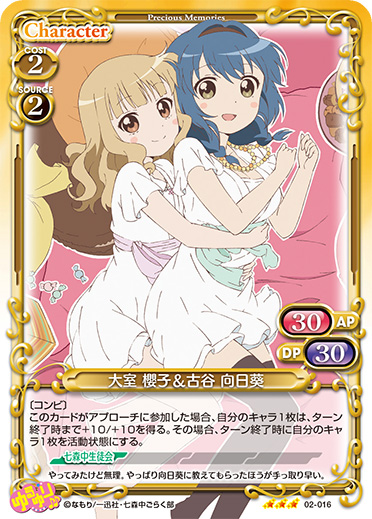 Precious Memories
Character
COST
2
SOURCE
2
30 AP
DP 30
大室 櫻子＆古谷 向日葵
〔コンビ〕
このカードがアプローチに参加した場合、自分のキャラ1枚は、ターン
終了時まで+10/+10を得る。その場合、ターン終了時に自分のキャ
ラ1枚を活動状態にする。
七森中生徒会
やってみたけど無理。やっぱり向日葵に教えてもらったほうが手っ取り早い。
ゆるゆり
©なもり/一迅社・七森中ごらく部
02-016